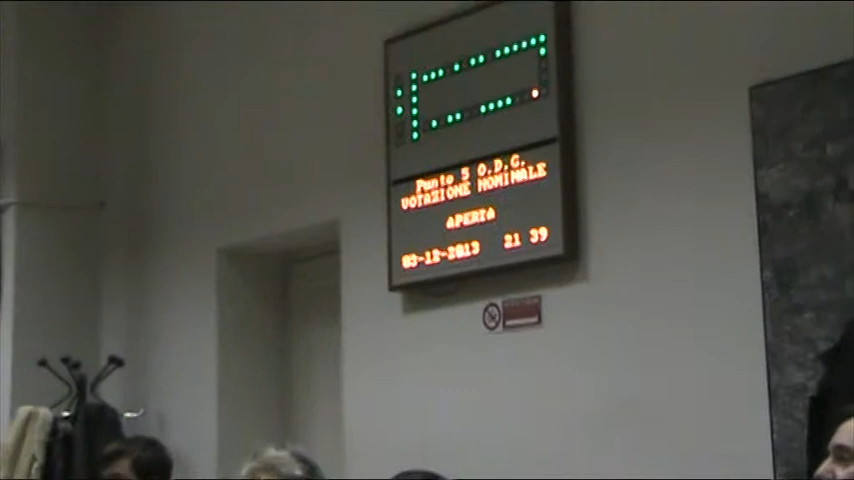 Punto 5 O.D.G.
VOTAZIONE NOMINALE
APERTA
03-12-2013 21 39